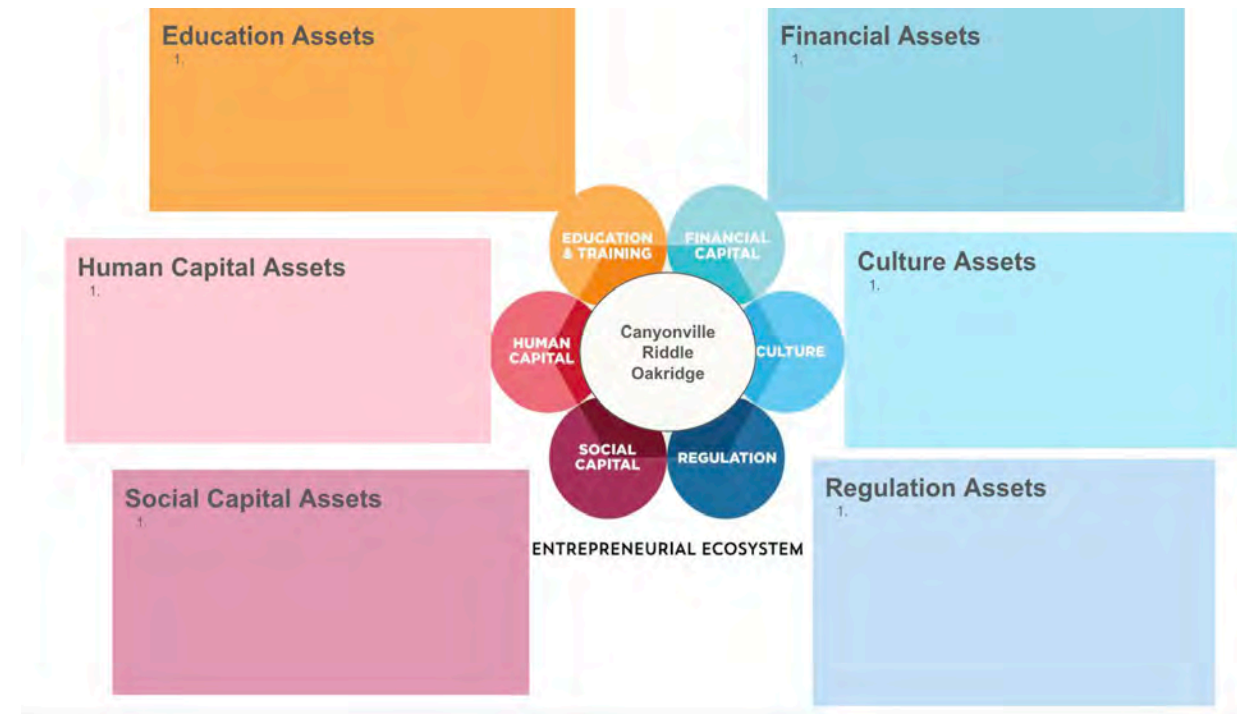 Education Assets
1.
Financial Assets
1.
Human Capital Assets
1.
Culture Assets
1.
Social Capital Assets
1
Regulation Assets
1.
EDUCATION
& TRAINING
FINANCIAL
CAPITAL
HUMAN
CAPITAL
Canyonville
Riddle
Oakridge
CULTURE
SOCIAL
CAPITAL
REGULATION
ENTREPRENEURIAL ECOSYSTEM